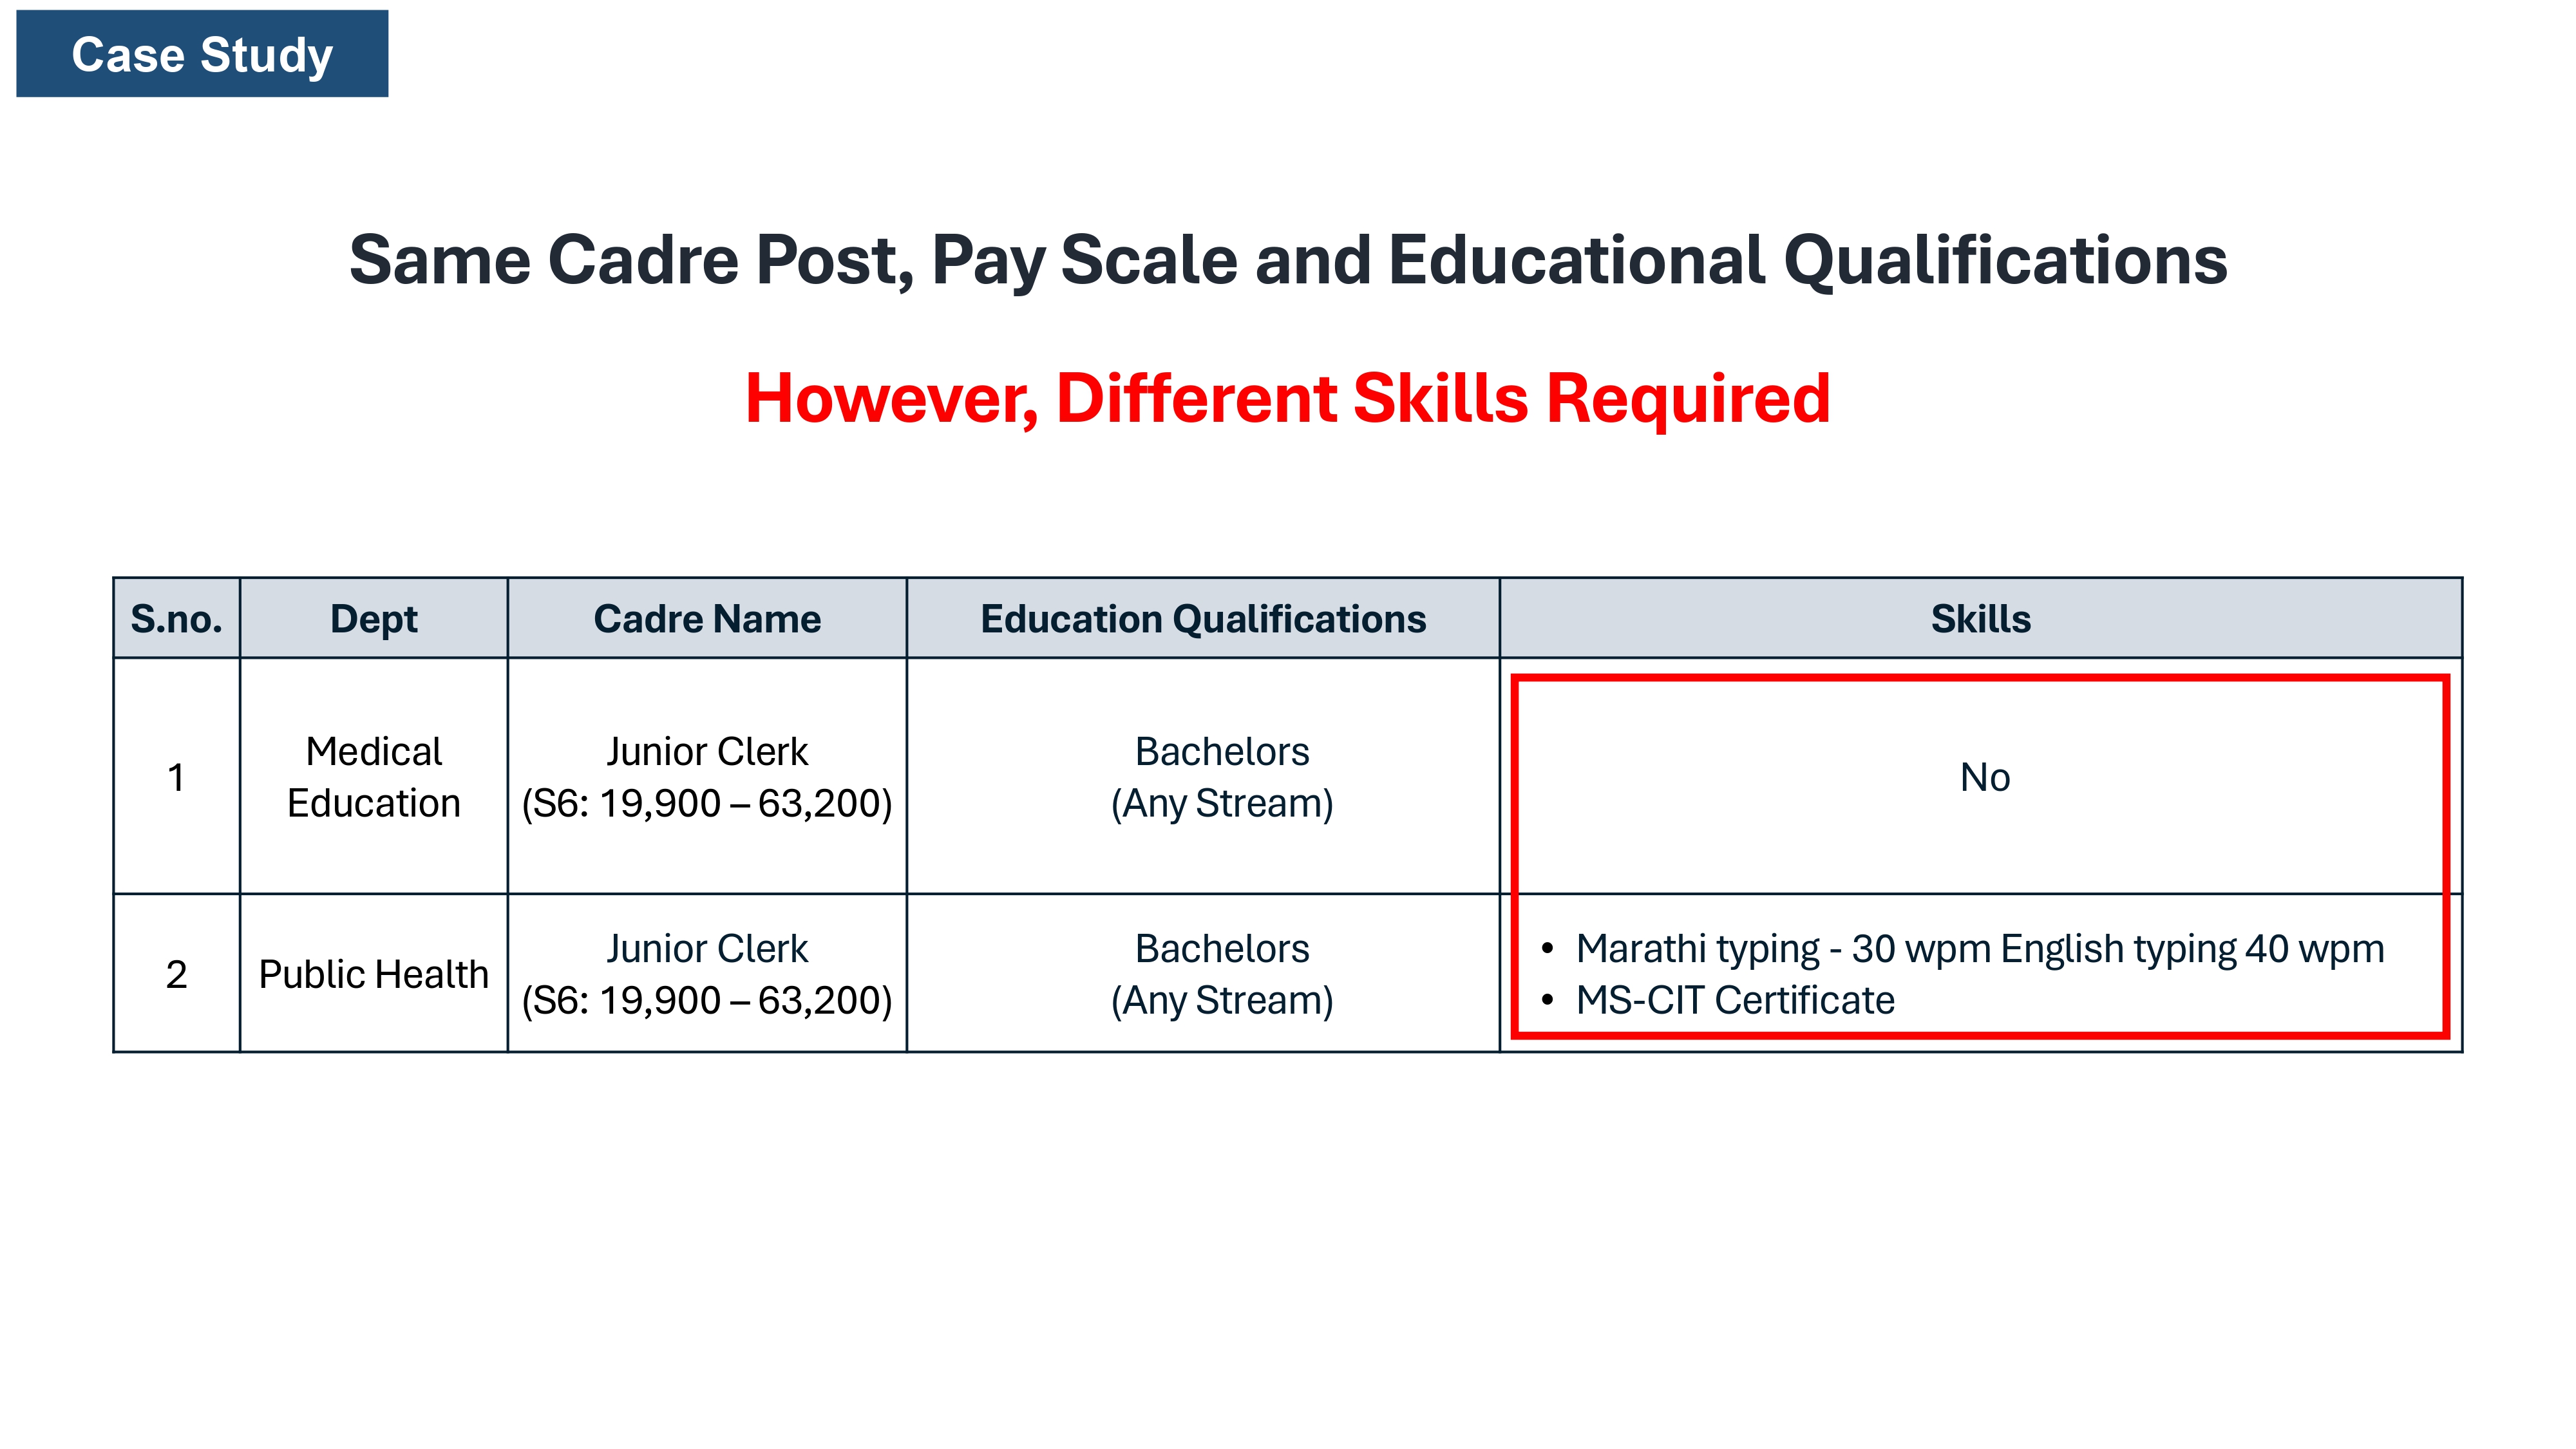 Case Study
Same Cadre Post, Pay Scale and Educational Qualifications
However, Different Skills Required
S.no. Dept Cadre Name Education Qualifications Skills
1
Medical
Education
Junior Clerk
(S6: 19,900 – 63,200)
Bachelors
(Any Stream)
No
2
Public Health
Junior Clerk
(S6: 19,900 – 63,200)
Bachelors
(Any Stream)
• Marathi typing - 30 wpm English typing 40 wpm
• MS-CIT Certificate